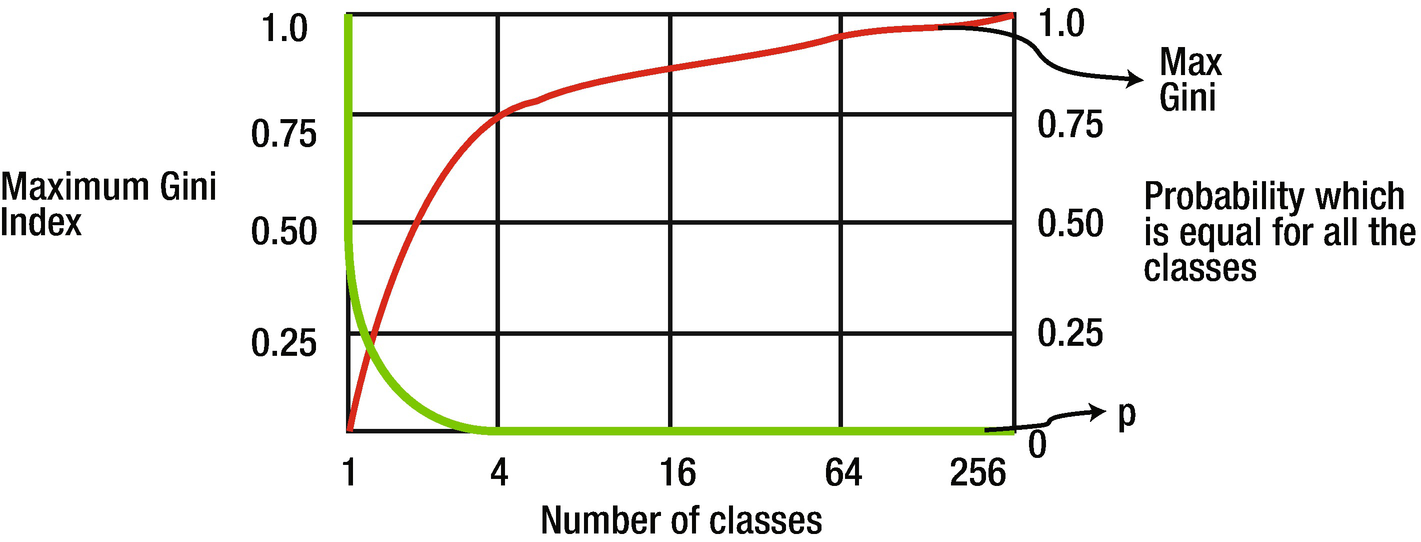 1.0
0.75
0.50
0.25
Maximum Gini
Index
1.0
0.75
0.50
0.25
0
Max
Gini
Probability which
is equal for all the
classes
p
1 4 16 64 256
Number of classes